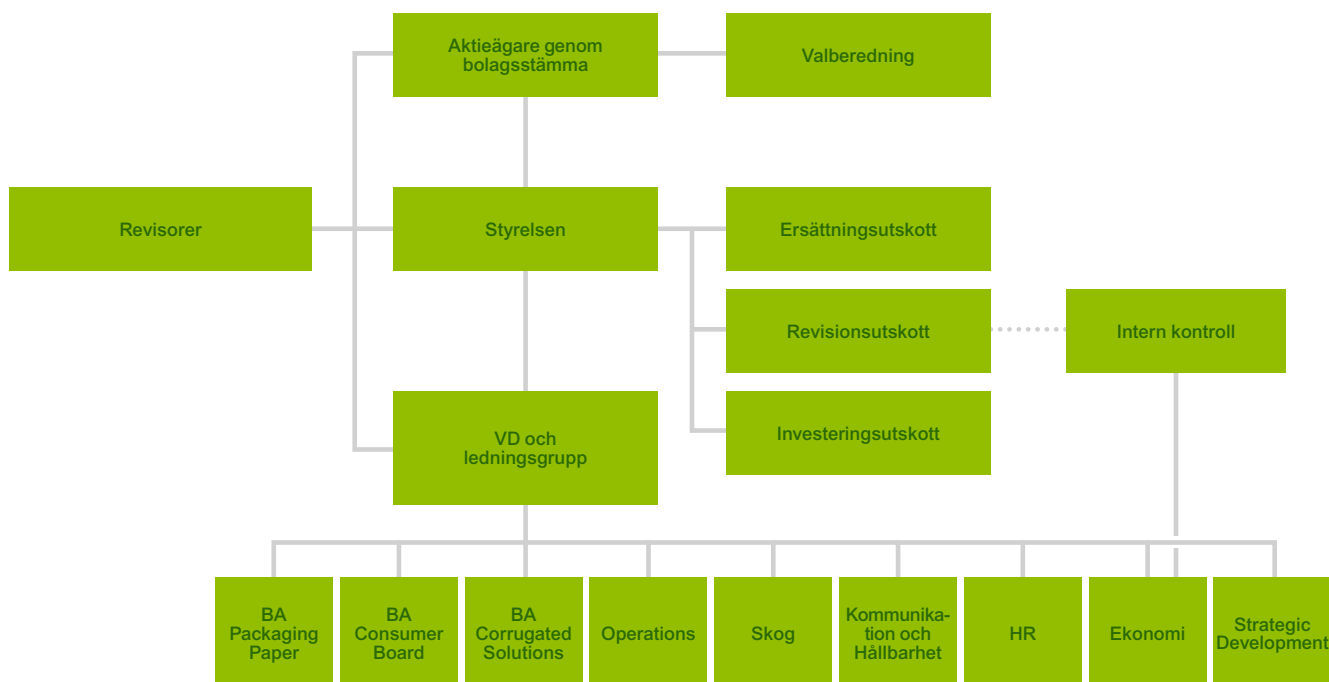 Aktieägare genom
bolagsstämma
Valberedning
Revisorer
Styrelsen
Ersättningsutskott
Revisionsutskott
Intern kontroll
VD och
ledningsgrupp
Investeringsutskott
BA
Packaging
Paper
BA
Consumer
Board
BA
Corrugated
Solutions
Operations
Skog
Kommunika-
tion och
Hållbarhet
HR
Ekonomi
Strategic
Development